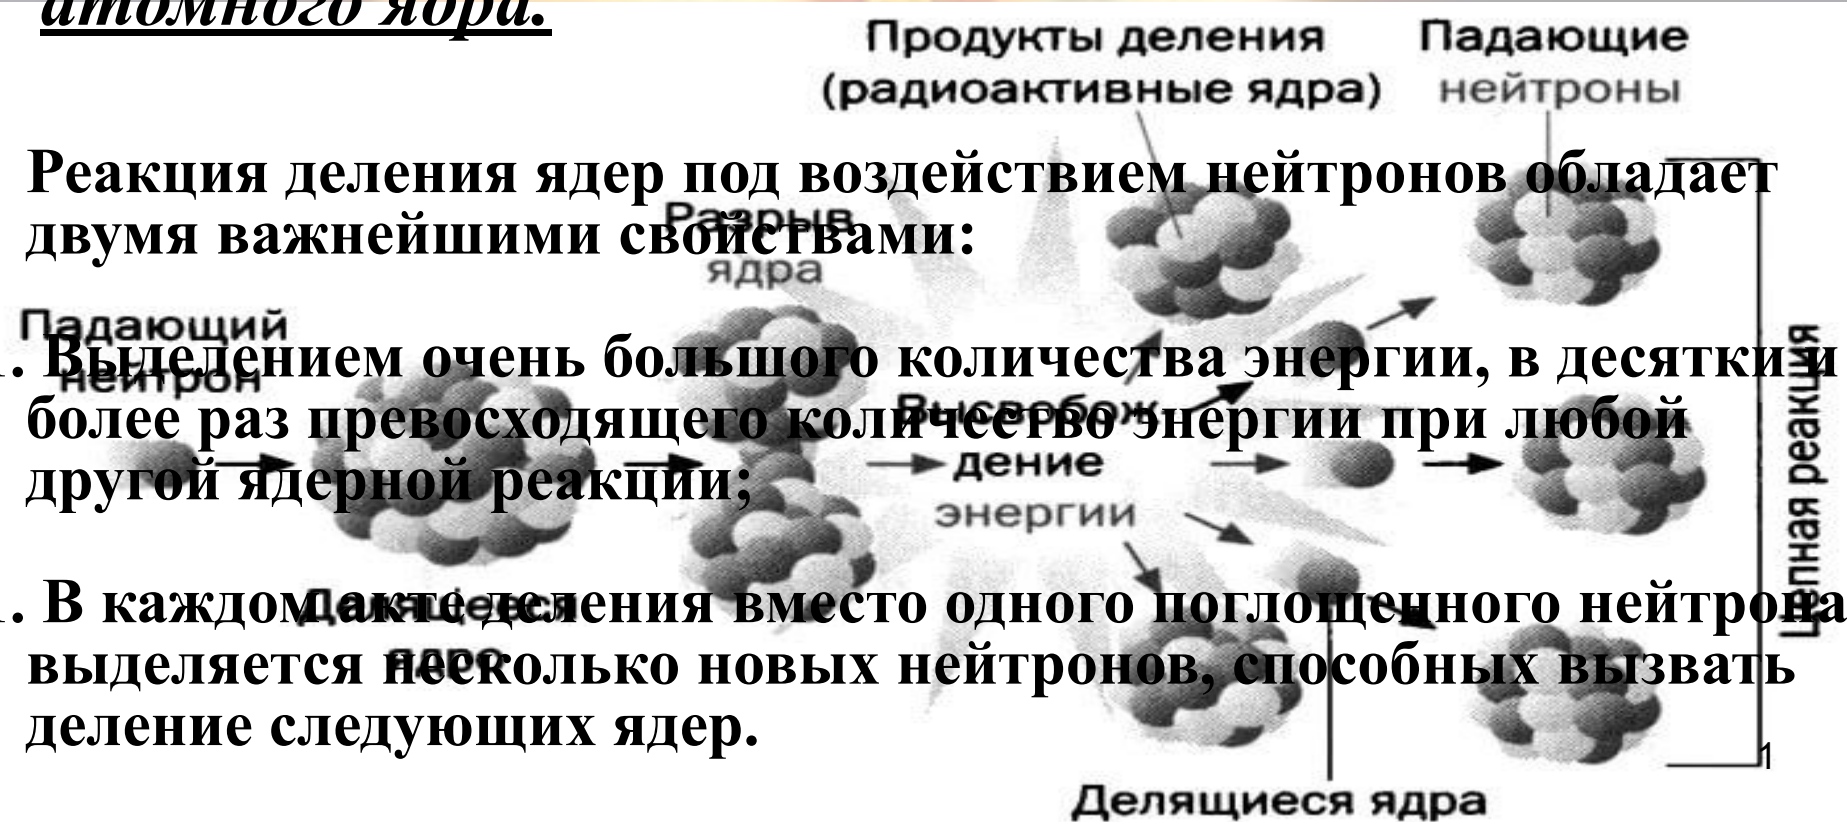 атомного ядра.
Продукты деления
(радиоактивные ядра)
Падающие
нейтроны
Реакция деления ядер под воздействием нейтронов обладает
двумя важнейшими свойствами:
Разрыв
ядра
Падающий
нейтрон
1. Выделением очень большого количества энергии, в десятки и
более раз превосходящего количество энергии при любой
другой ядерной реакции;
Высвобож-
дение
энергии
Цепная реакция
1. В каждом акте деления вместо одного поглощенного нейтрона
выделяется несколько новых нейтронов, способных вызвать
деление следующих ядер.
Делящееся
ядро
Делящиеся ядра
1